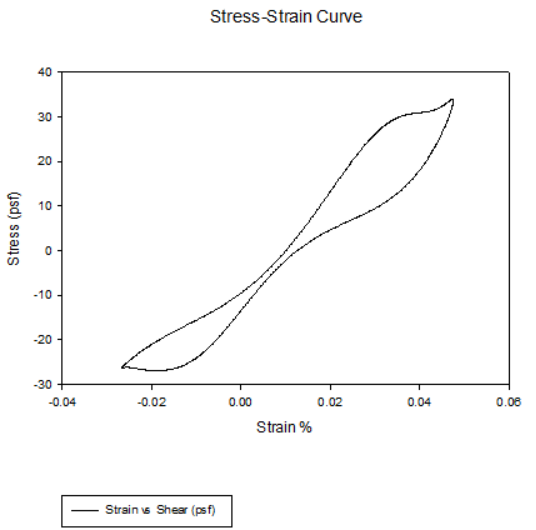 Stress-Strain Curve
40
30
20
10
0
-10
-20
-30
Stress (psf)
-0.04 -0.02 0.00 0.02 0.04 0.06
Strain %
Strain vs Shear (psf)